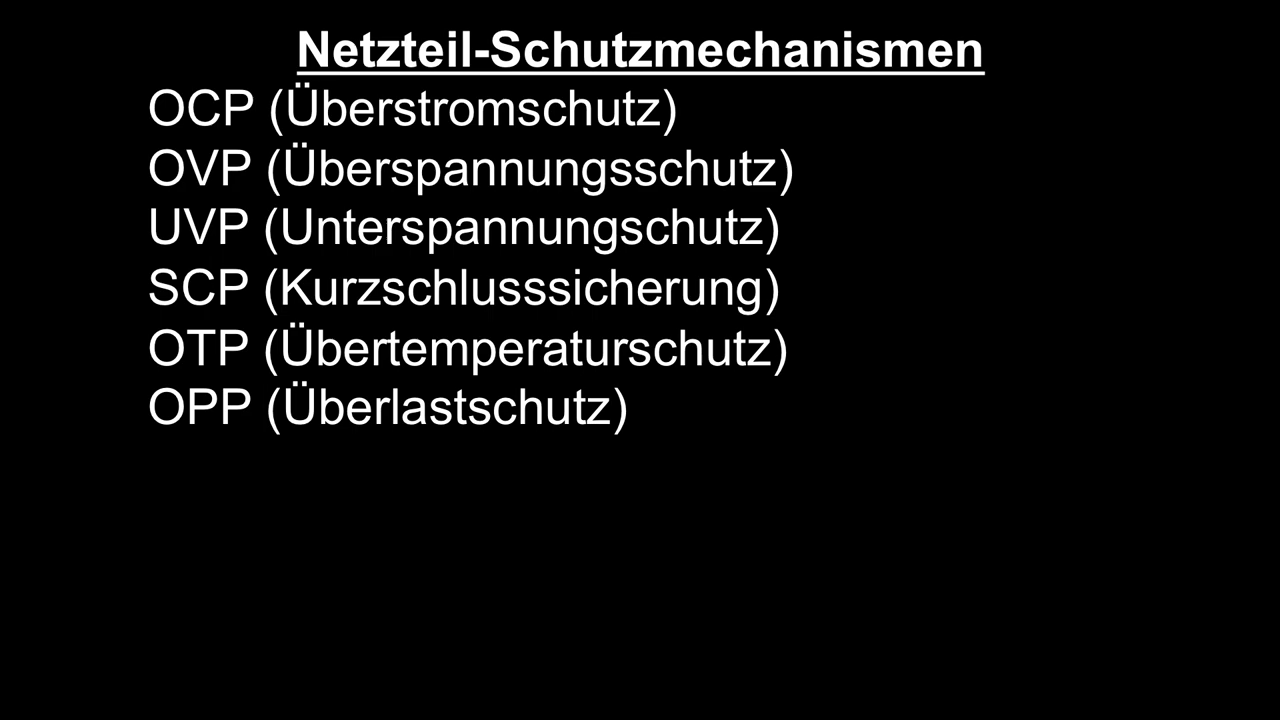 Netzteil-Schutzmechanismen
OCP (Überstromschutz)
OVP (Überspannungsschutz)
UVP (Unterspannungschutz)
SCP (Kurzschlusssicherung)
OTP (Übertemperaturschutz)
OPP (Überlastschutz)